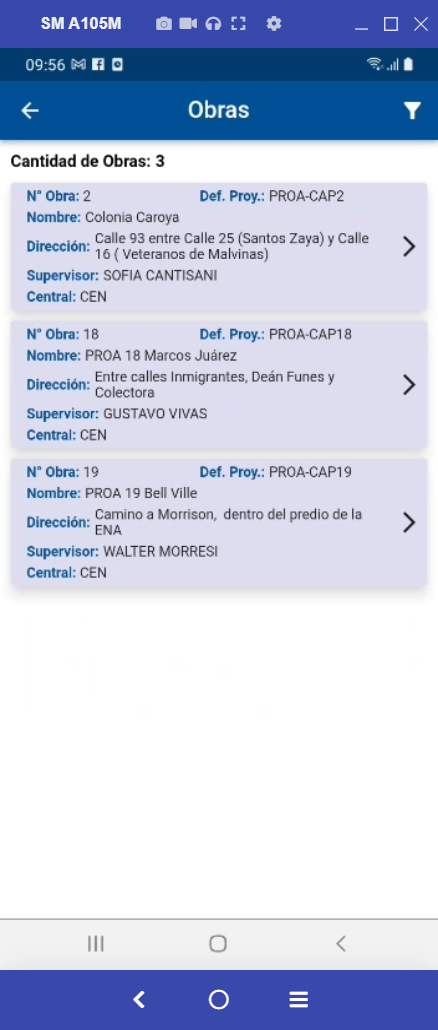 SM A105M
09:56
Obras
Cantidad de Obras: 3
N° Obra: 2 Def. Proy.: PROA-CAP2
Nombre: Colonia Caroya
Dirección: Calle 93 entre Calle 25 (Santos Zaya) y Calle
16 ( Veteranos de Malvinas)
Supervisor: SOFIA CANTISANI
Central: CEN
N° Obra: 18 Def. Proy.: PROA-CAP18
Nombre: PROA 18 Marcos Juárez
Dirección: Entre calles Inmigrantes, Deán Funes y
Colectora
Supervisor: GUSTAVO VIVAS
Central: CEN
N° Obra: 19 Def. Proy.: PROA-CAP19
Nombre: PROA 19 Bell Ville
Dirección: Camino a Morrison, dentro del predio de la
ENA
Supervisor: WALTER MORRESI
Central: CEN